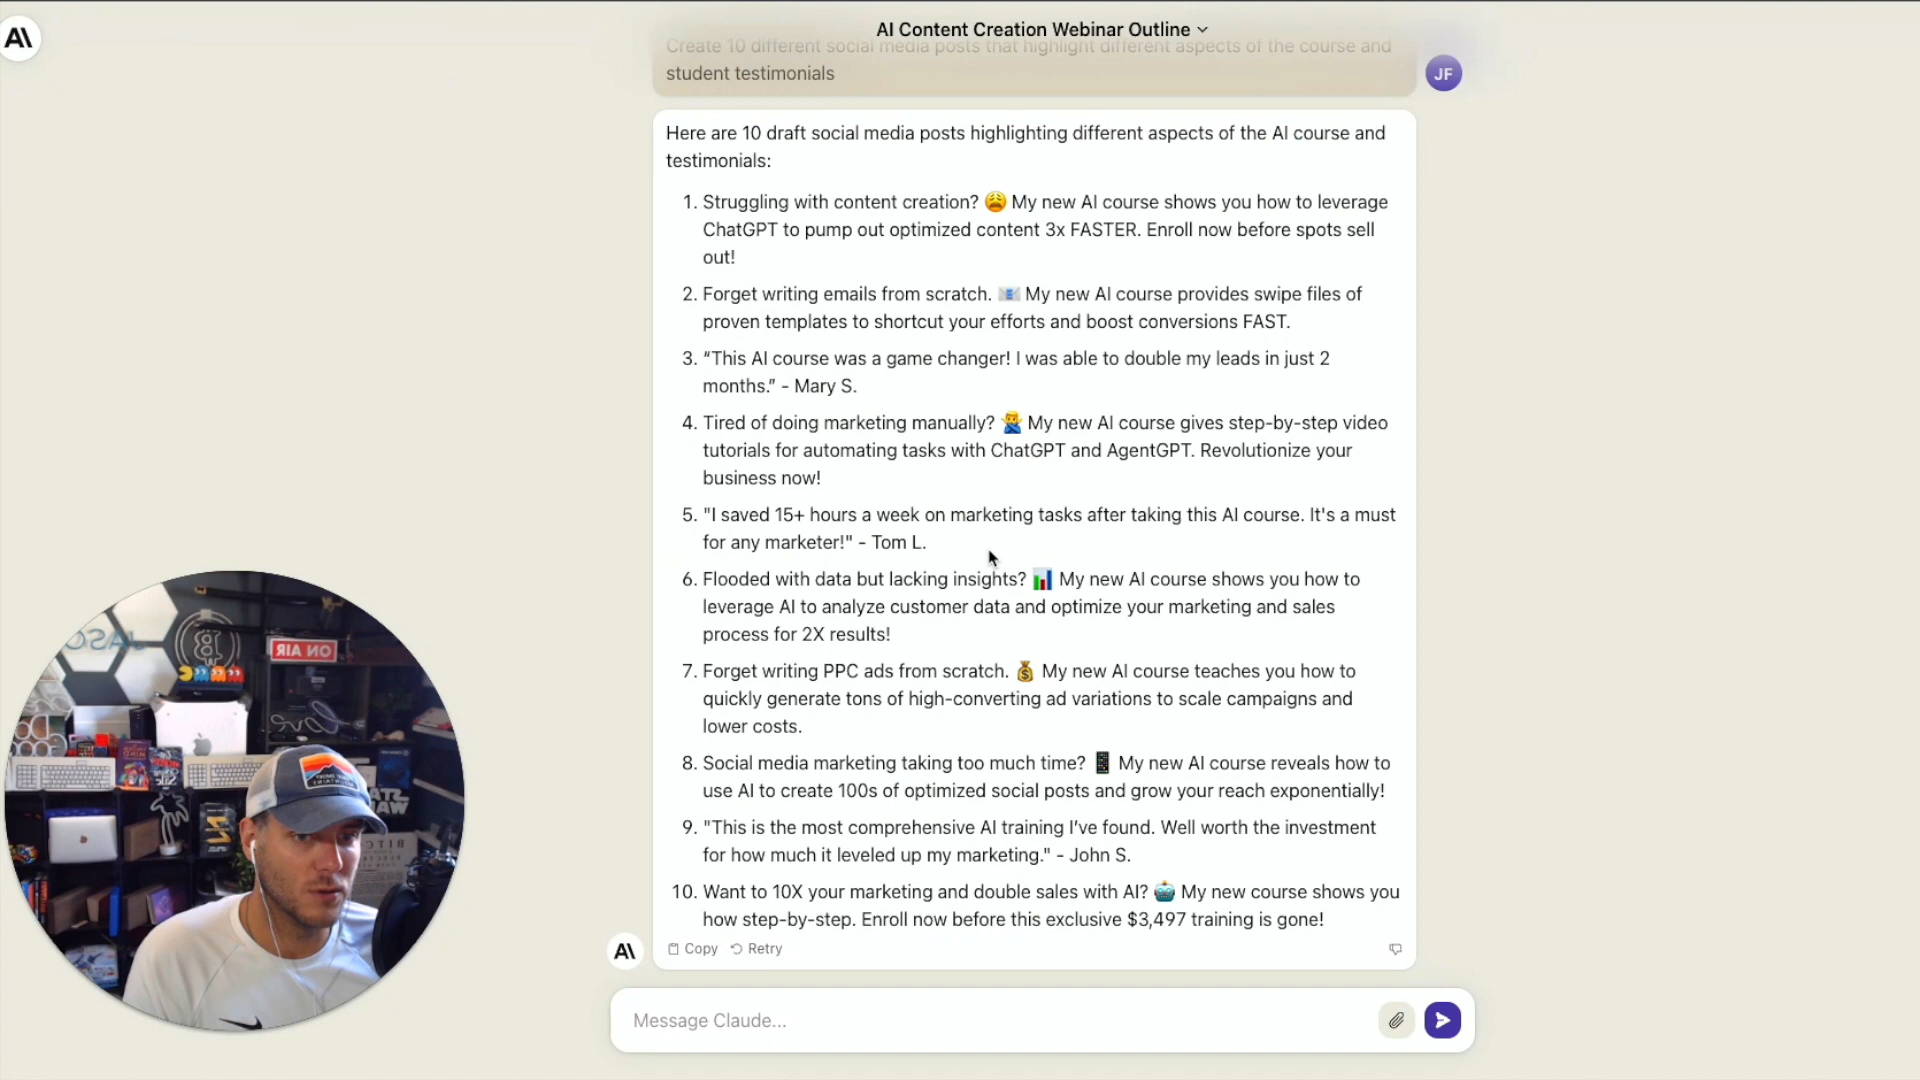 AI Content Creation Webinar Outline
Create 10 different social media posts that highlight different aspects of the course and
student testimonials
JF
Here are 10 draft social media posts highlighting different aspects of the AI course and
testimonials:
1. Struggling with content creation? 😩 My new AI course shows you how to leverage
ChatGPT to pump out optimized content 3x FASTER. Enroll now before spots sell
out!
2. Forget writing emails from scratch. 📧 My new AI course provides swipe files of
proven templates to shortcut your efforts and boost conversions FAST.
3. “This AI course was a game changer! I was able to double my leads in just 2
months.” - Mary S.
4. Tired of doing marketing manually? 🙅‍♂️ My new AI course gives step-by-step video
tutorials for automating tasks with ChatGPT and AgentGPT. Revolutionize your
business now!
5. "I saved 15+ hours a week on marketing tasks after taking this AI course. It's a must
for any marketer!" - Tom L.
6. Flooded with data but lacking insights? 📊 My new AI course shows you how to
leverage AI to analyze customer data and optimize your marketing and sales
process for 2X results!
7. Forget writing PPC ads from scratch. 💰 My new AI course teaches you how to
quickly generate tons of high-converting ad variations to scale campaigns and
lower costs.
8. Social media marketing taking too much time? 📱 My new AI course reveals how to
use AI to create 100s of optimized social posts and grow your reach exponentially!
9. "This is the most comprehensive AI training I’ve found. Well worth the investment
for how much it leveled up my marketing." - John S.
10. Want to 10X your marketing and double sales with AI? 🤖 My new course shows you
how step-by-step. Enroll now before this exclusive $3,497 training is gone!
Copy Retry
Message Claude...
ON AIR